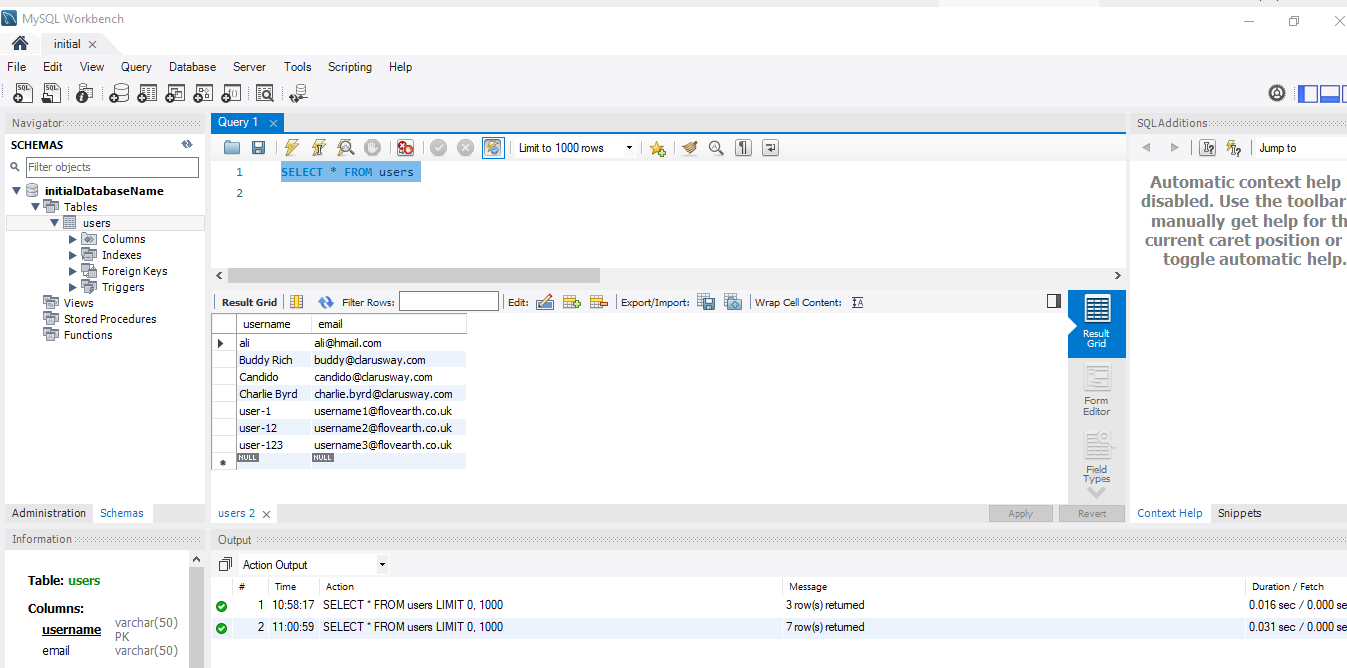 MySQL Workbench
initial
File Edit View Query Database Server Tools Scripting Help
Navigator
SCHEMAS
Filter objects
initialDatabaseName
Tables
users
Columns
Indexes
Foreign Keys
Triggers
Views
Stored Procedures
Functions
Administration Schemas
Information
Table: users
Columns:
username varchar(50) PK
email varchar(50)
Query 1
Limit to 1000 rows
1 SELECT * FROM users
2
Result Grid Filter Rows: Edit: Export/Import: Wrap Cell Content:
username email
ali ali@hmail.com
Buddy Rich buddy@clarusway.com
Candido candido@clarusway.com
Charlie Byrd charlie.byrd@clarusway.com
user-1 username1@flovearth.co.uk
user-12 username2@flovearth.co.uk
user-123 username3@flovearth.co.uk
NULL NULL
Result Grid
Form Editor
Field Types
users 2 Apply Revert
SQLAdditions
Jump to
Automatic context help
disabled. Use the toolbar
manually get help for th
current caret position or
toggle automatic help.
Context Help Snippets
Output
Action Output
# Time Action Message Duration / Fetch
1 10:58:17 SELECT * FROM users LIMIT 0, 1000 3 row(s) returned 0.016 sec / 0.000 se
2 11:00:59 SELECT * FROM users LIMIT 0, 1000 7 row(s) returned 0.031 sec / 0.000 se